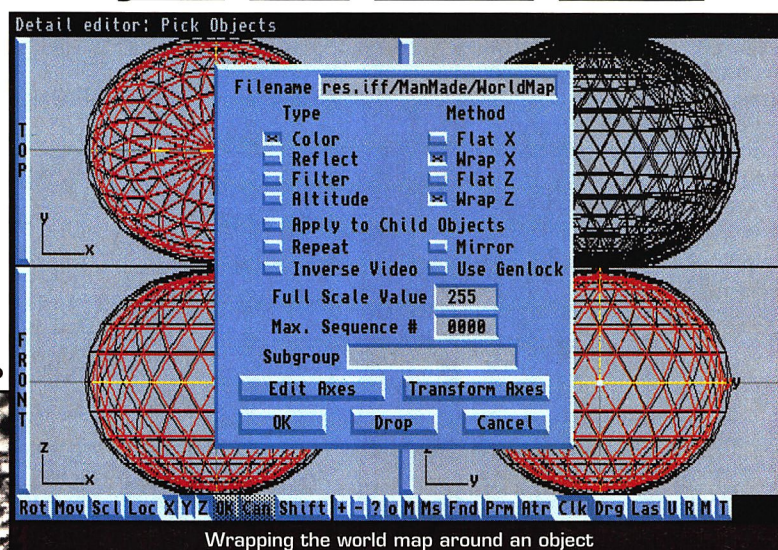 Detail editor: Pick Objects
TOP
y
x
Filename res.iff/ManMade/WorldMap
Type Method
Color Flat X
Reflect Wrap X
Filter Flat Z
Altitude Wrap Z
Apply to Child Objects
Repeat Mirror
Inverse Video Use Genlock
Full Scale Value 255
Max. Sequence # 0000
Subgroup
Edit Axes Transform Axes
OK Drop Cancel
FRONT
z
x
z
y
y
Rot Mov Scl Loc X Y Z OK Can Shift + - ? o M Ms Fnd Prm Atr Clk Drg Las U R M T
Wrapping the world map around an object